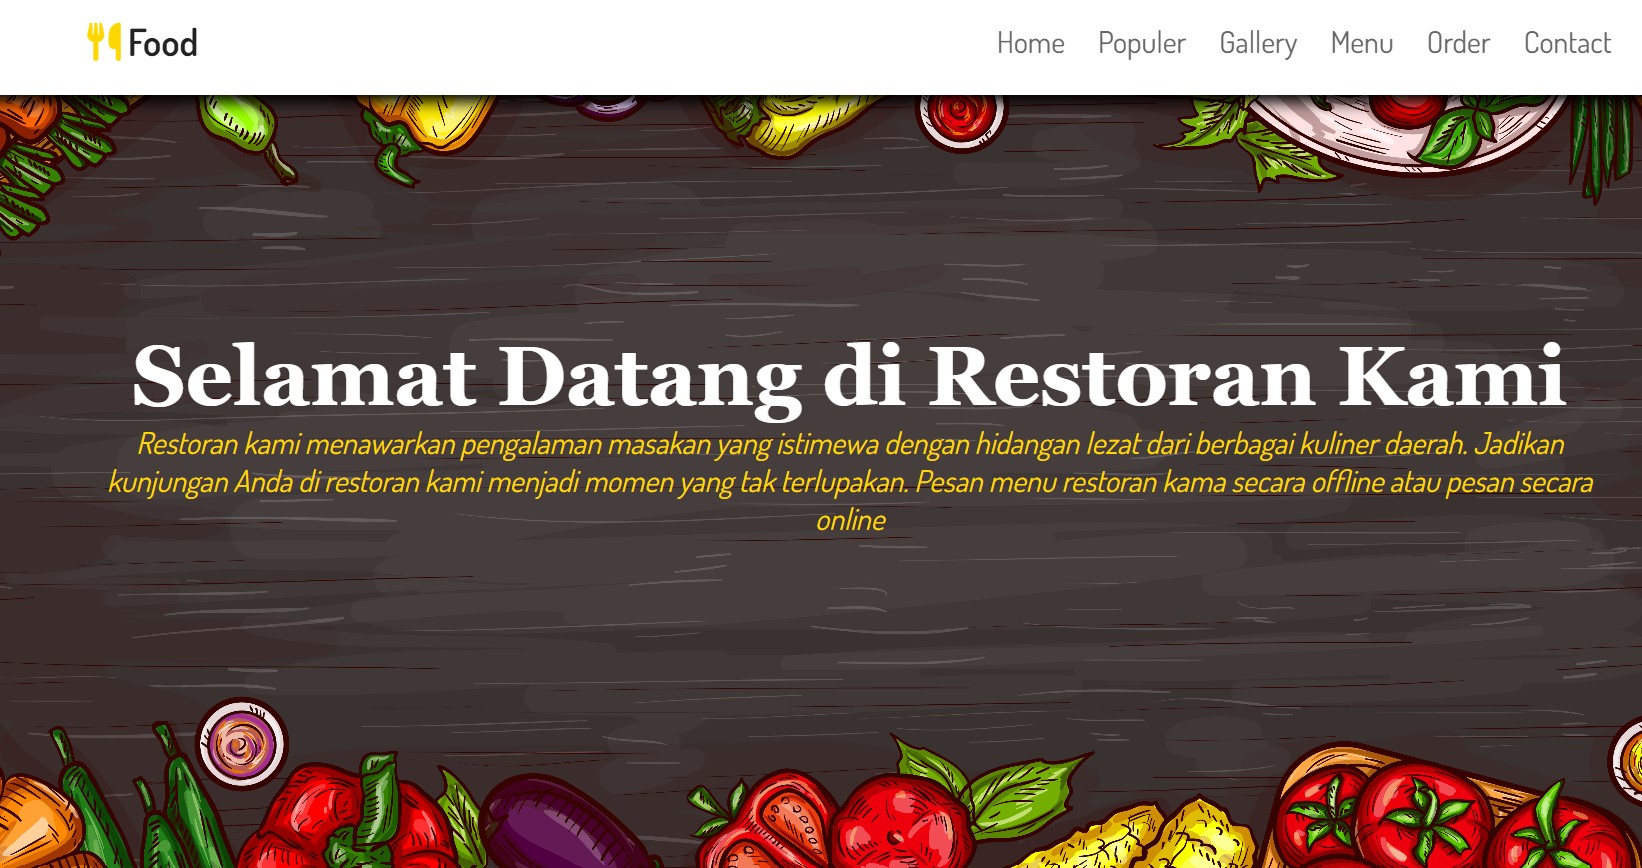 Food
Home Populer Gallery Menu Order Contact
Selamat Datang di Restoran Kami
Restoran kami menawarkan pengalaman masakan yang istimewa dengan hidangan lezat dari berbagai kuliner daerah. Jadikan
kunjungan Anda di restoran kami menjadi momen yang tak terlupakan. Pesan menu restoran kama secara offline atau pesan secara
online